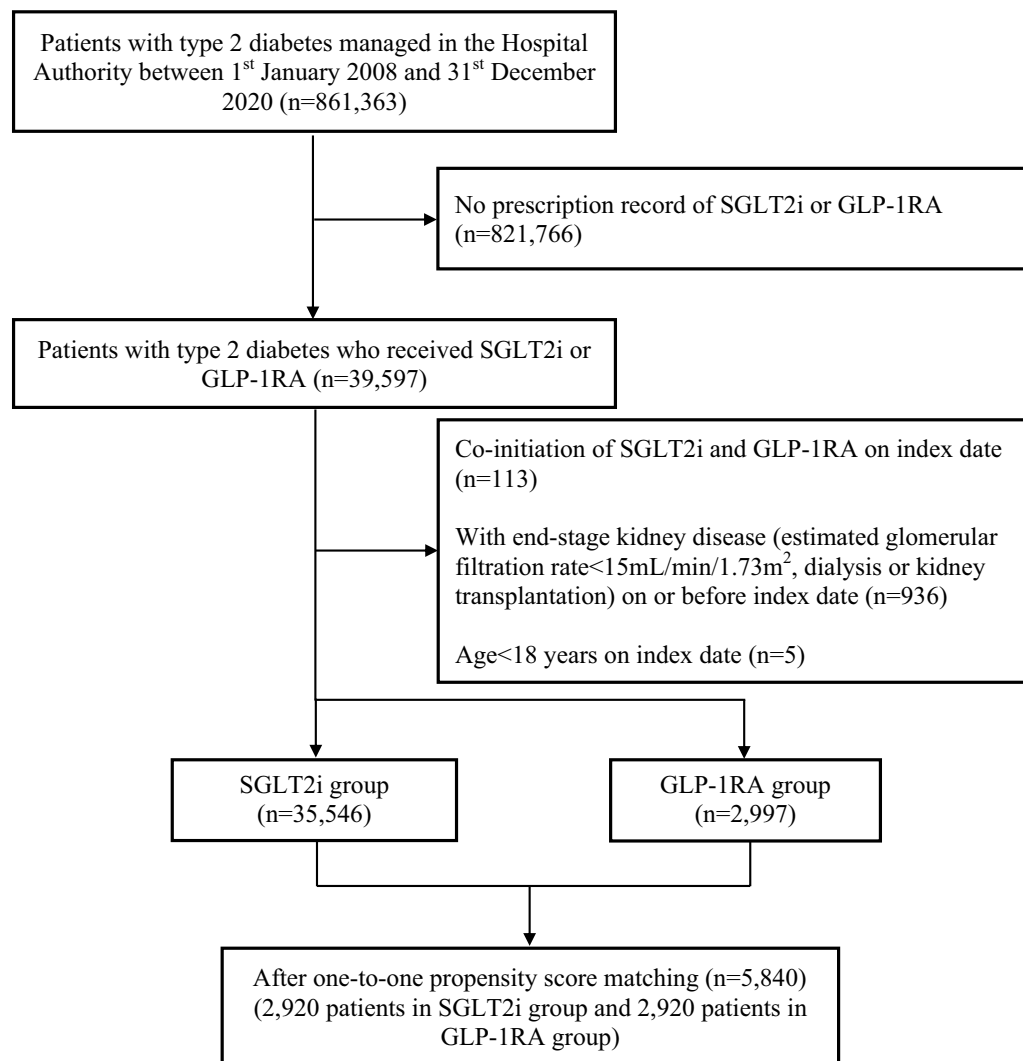 Patients with type 2 diabetes managed in the Hospital
Authority between 1st January 2008 and 31st December
2020 (n=861,363)
No prescription record of SGLT2i or GLP-1RA
(n=821,766)
Patients with type 2 diabetes who received SGLT2i or
GLP-1RA (n=39,597)
Co-initiation of SGLT2i and GLP-1RA on index date
(n=113)
With end-stage kidney disease (estimated glomerular
filtration rate<15mL/min/1.73m², dialysis or kidney
transplantation) on or before index date (n=936)
Age<18 years on index date (n=5)
SGLT2i group
(n=35,546)
GLP-1RA group
(n=2,997)
After one-to-one propensity score matching (n=5,840)
(2,920 patients in SGLT2i group and 2,920 patients in
GLP-1RA group)